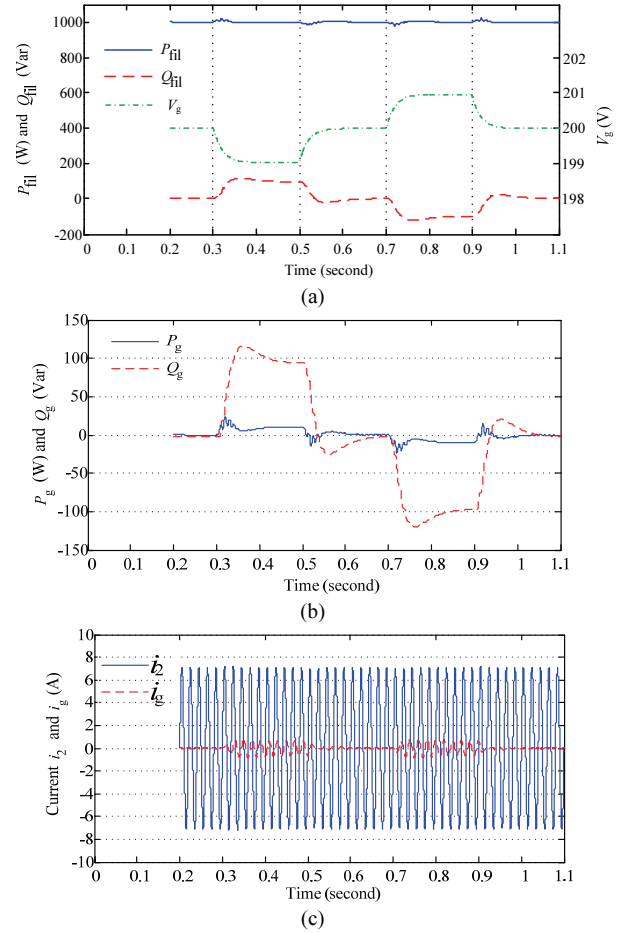 P_fil (W) and Q_fil (Var)
1000
800
600
400
200
0
-200
P_fil
Q_fil
V_g
202
201
200
199
198
V_g (V)
0 0.1 0.2 0.3 0.4 0.5 0.6 0.7 0.8 0.9 1 1.1
Time (second)
(a)
P_g (W) and Q_g (Var)
150
100
50
0
-50
-100
-150
P_g
Q_g
0 0.1 0.2 0.3 0.4 0.5 0.6 0.7 0.8 0.9 1 1.1
Time (second)
(b)
Current i_2 and i_g (A)
10
8
6
4
2
0
-2
-4
-6
-8
-10
i_2
i_g
0 0.1 0.2 0.3 0.4 0.5 0.6 0.7 0.8 0.9 1 1.1
Time (second)
(c)